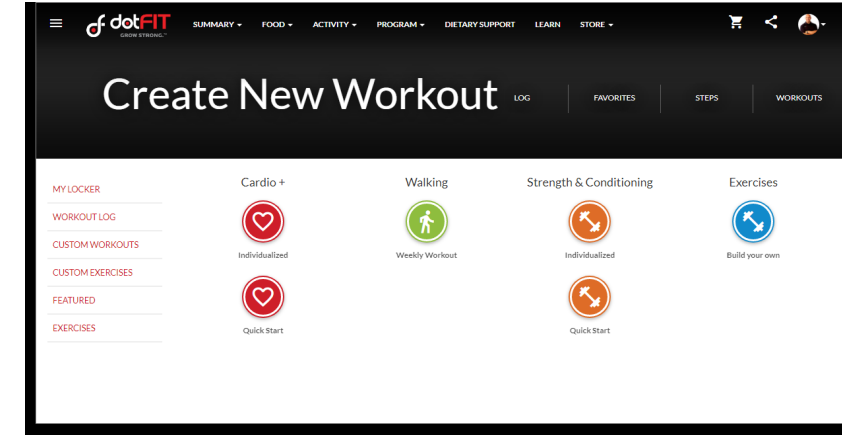 dotFIT
GROW STRONG.™
SUMMARY FOOD ACTIVITY PROGRAM DIETARY SUPPORT LEARN STORE
Create New Workout
LOG FAVORITES STEPS WORKOUTS
MY LOCKER
WORKOUT LOG
CUSTOM WORKOUTS
CUSTOM EXERCISES
FEATURED
EXERCISES
Cardio +
Individualized
Quick Start
Walking
Weekly Workout
Strength & Conditioning
Individualized
Quick Start
Exercises
Build your own